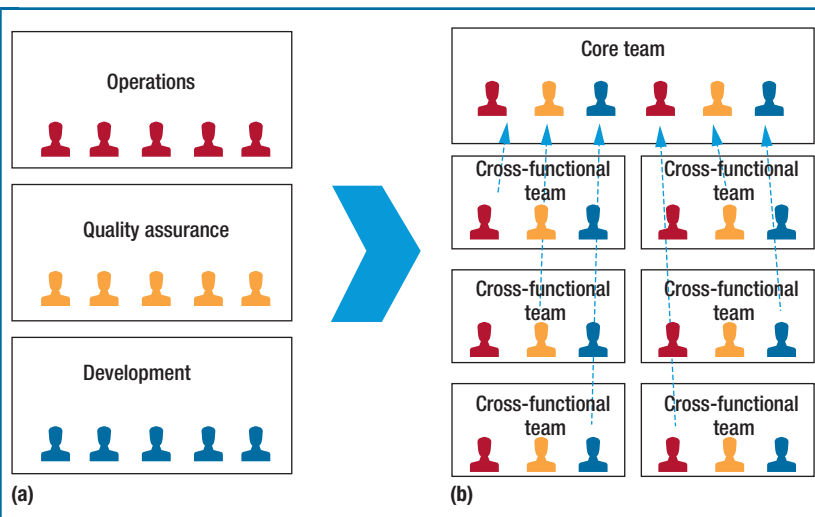 Operations
Quality assurance
Development
(a)
Core team
Cross-functional
team
Cross-functional
team
Cross-functional
team
Cross-functional
team
Cross-functional
team
Cross-functional
team
(b)